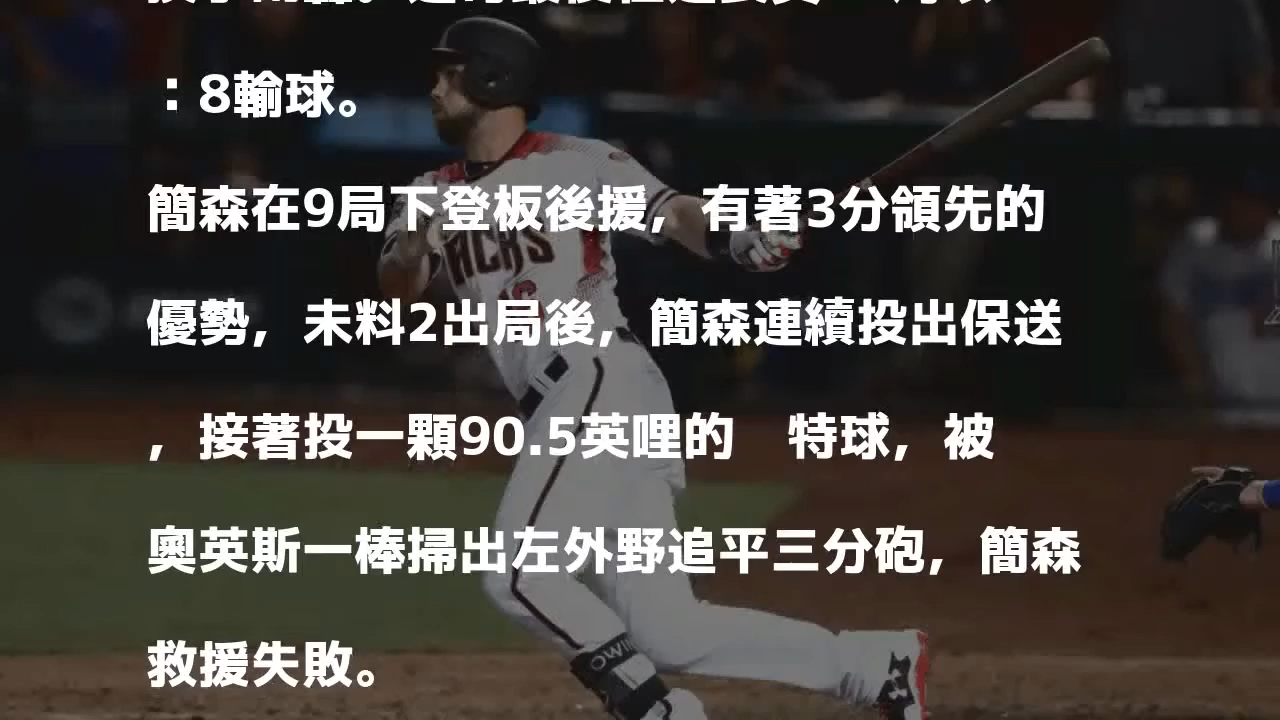 ：8輸球。
簡森在9局下登板後援，有著3分領先的
優勢，未料2出局後，簡森連續投出保送
，接著投一顆90.5英哩的　特球，被
奧英斯一棒掃出左外野追平三分砲，簡森
救援失敗。